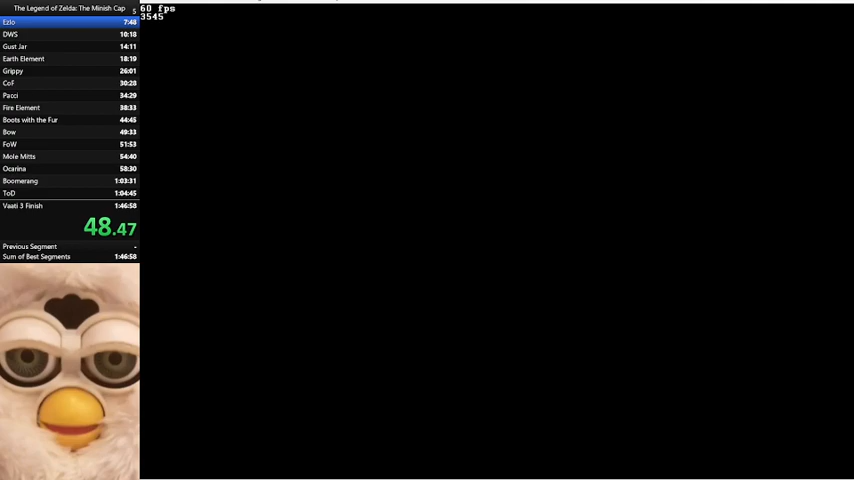 The Legend of Zelda: The Minish Cap 5
Ezlo 7:48
DWS 10:18
Gust Jar 14:11
Earth Element 18:19
Grippy 26:01
CoF 30:28
Pacci 34:29
Fire Element 38:33
Boots with the Fur 44:45
Bow 49:33
FoW 51:53
Mole Mitts 54:40
Ocarina 58:30
Boomerang 1:03:31
ToD 1:04:45
Vaati 3 Finish 1:46:58
48.47
Previous Segment -
Sum of Best Segments 1:46:58
60 fps
3545